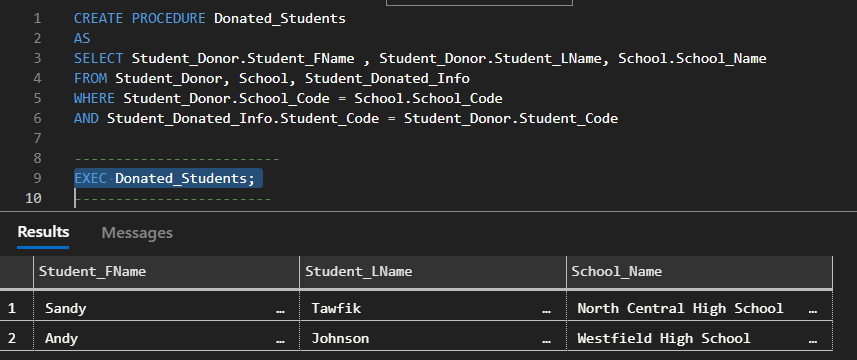 1 CREATE PROCEDURE Donated_Students
2 AS
3 SELECT Student_Donor.Student_FName , Student_Donor.Student_LName, School.School_Name
4 FROM Student_Donor, School, Student_Donated_Info
5 WHERE Student_Donor.School_Code = School.School_Code
6 AND Student_Donated_Info.Student_Code = Student_Donor.Student_Code
7
8 -------------------------
9 EXEC Donated_Students;
10 ------------------------
Results Messages
Student_FName Student_LName School_Name
1 Sandy … Tawfik … North Central High School …
2 Andy … Johnson … Westfield High School …